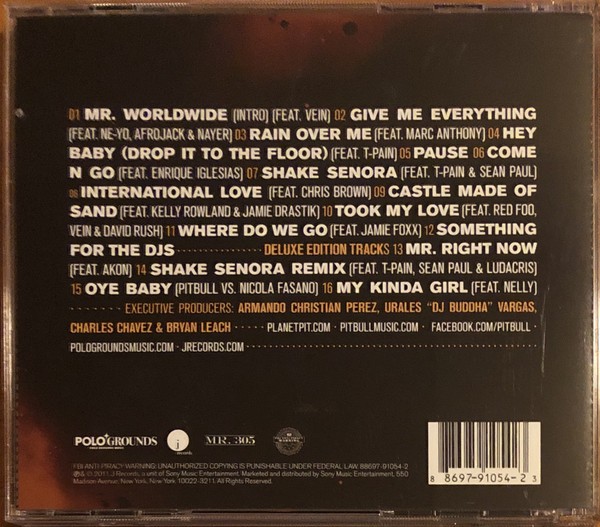 01 MR. WORLDWIDE (INTRO) (FEAT. VEIN) 02 GIVE ME EVERYTHING
(FEAT. NE-YO, AFROJACK & NAYER) 03 RAIN OVER ME (FEAT. MARC ANTHONY) 04 HEY
BABY (DROP IT TO THE FLOOR) (FEAT. T-PAIN) 05 PAUSE 06 COME
N GO (FEAT. ENRIQUE IGLESIAS) 07 SHAKE SENORA (FEAT. T-PAIN & SEAN PAUL)
08 INTERNATIONAL LOVE (FEAT. CHRIS BROWN) 09 CASTLE MADE OF
SAND (FEAT. KELLY ROWLAND & JAMIE DRASTIK) 10 TOOK MY LOVE (FEAT. RED FOO,
VEIN & DAVID RUSH) 11 WHERE DO WE GO (FEAT. JAMIE FOXX) 12 SOMETHING
FOR THE DJS DELUXE EDITION TRACKS 13 MR. RIGHT NOW
(FEAT. AKON) 14 SHAKE SENORA REMIX (FEAT. T-PAIN, SEAN PAUL & LUDACRIS)
15 OYE BABY (PITBULL VS. NICOLA FASANO) 16 MY KINDA GIRL (FEAT. NELLY)
EXECUTIVE PRODUCERS: ARMANDO CHRISTIAN PEREZ, URALES "DJ BUDDHA" VARGAS,
CHARLES CHAVEZ & BRYAN LEACH PLANETPIT.COM · PITBULLMUSIC.COM · FACEBOOK.COM/PITBULL ·
POLOGROUNDSMUSIC.COM · JRECORDS.COM
POLO GROUNDS
j records
MR. 305
FBI ANTI-PIRACY WARNING: UNAUTHORIZED COPYING IS PUNISHABLE UNDER FEDERAL LAW. 88697-91054-2
℗ & © 2011 J Records, a unit of Sony Music Entertainment. Marketed and distributed by Sony Music Entertainment, 550
Madison Avenue, New York, New York 10022-3211. All Rights Reserved.
8 86979-91054-2 3